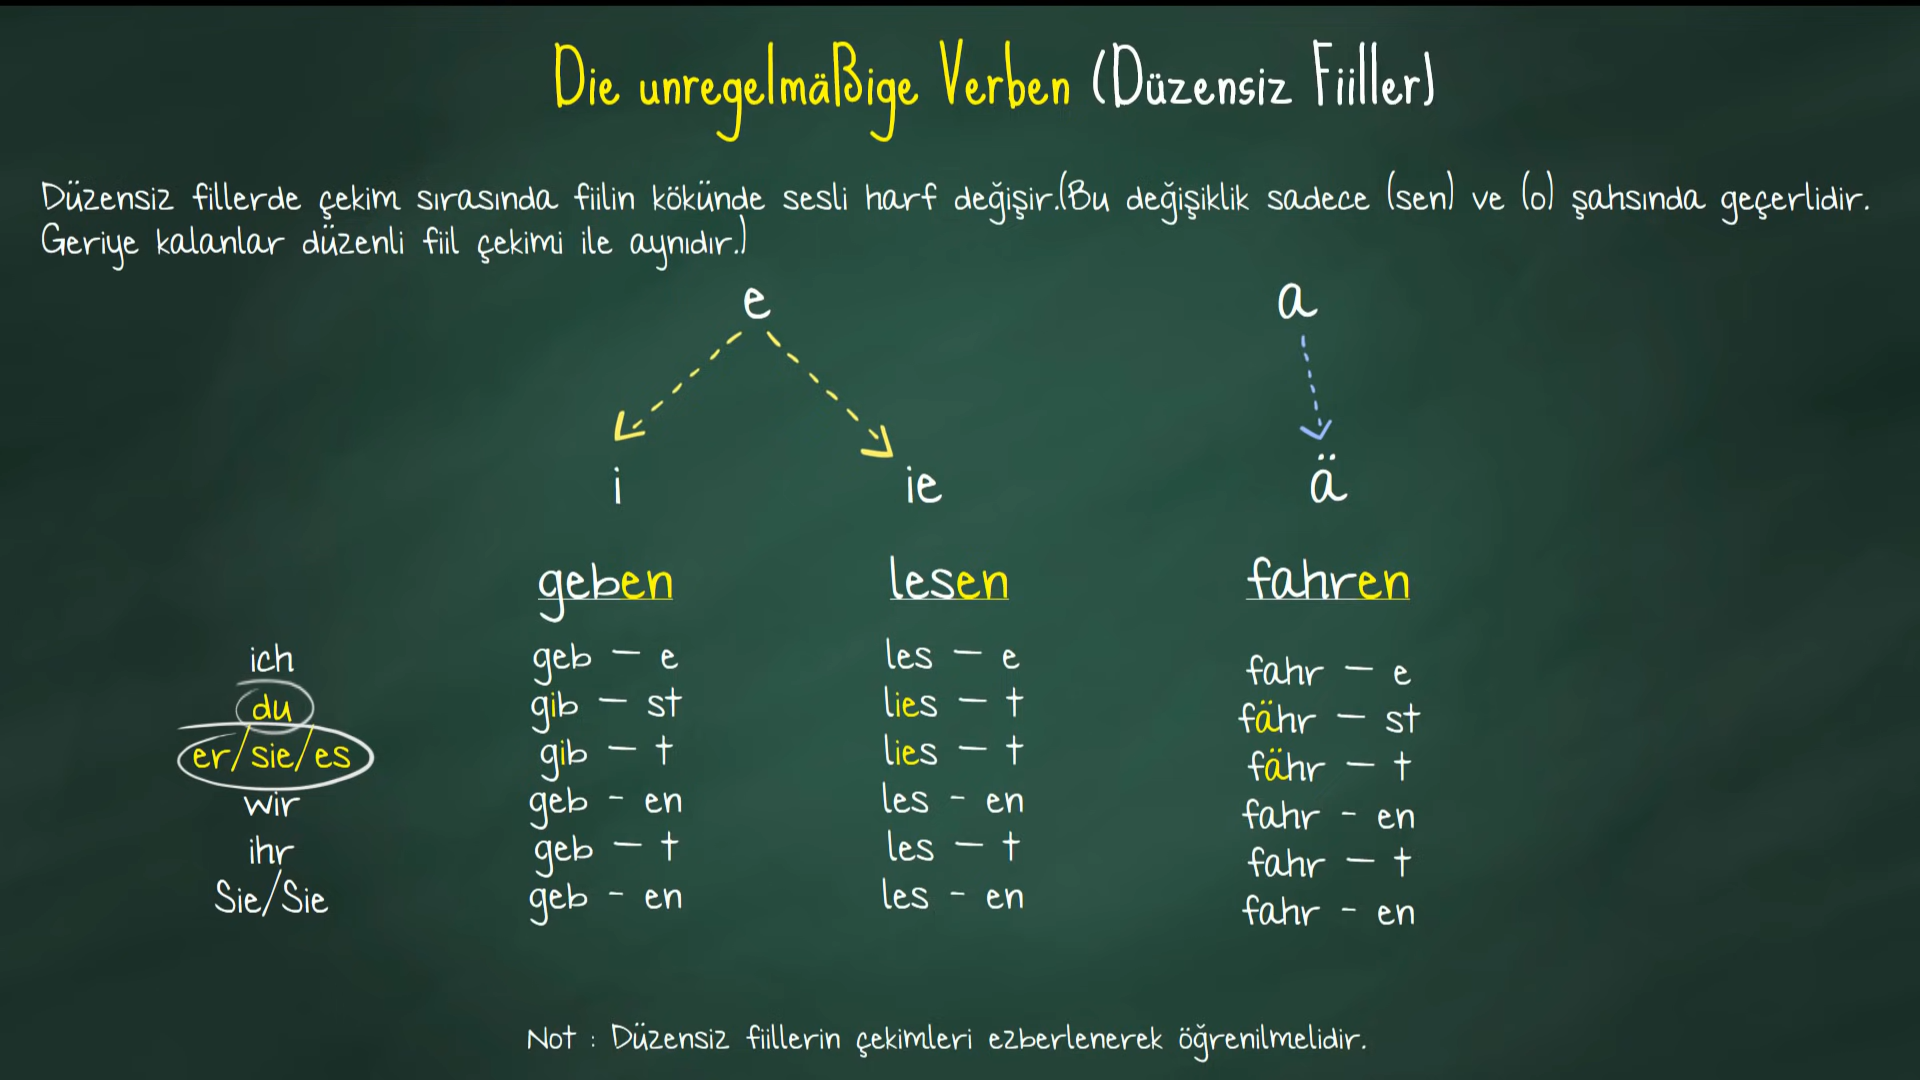 Die unregelmäßige Verben (Düzensiz Fiiller)
Düzensiz fillerde çekim sırasında fiilin kökünde sesli harf değişir.(Bu değişiklik sadece (sen) ve (o) şahsında geçerlidir.
Geriye kalanlar düzenli fiil çekimi ile aynıdır.)
e a
i ie ä
geben lesen fahren
ich geb – e les – e fahr – e
du gib – st lies – t fähr – st
er/sie/es gib – t lies – t fähr – t
wir geb - en les - en fahr - en
ihr geb – t les – t fahr – t
Sie/Sie geb - en les - en fahr - en
Not : Düzensiz fiillerin çekimleri ezberlenerek öğrenilmelidir.